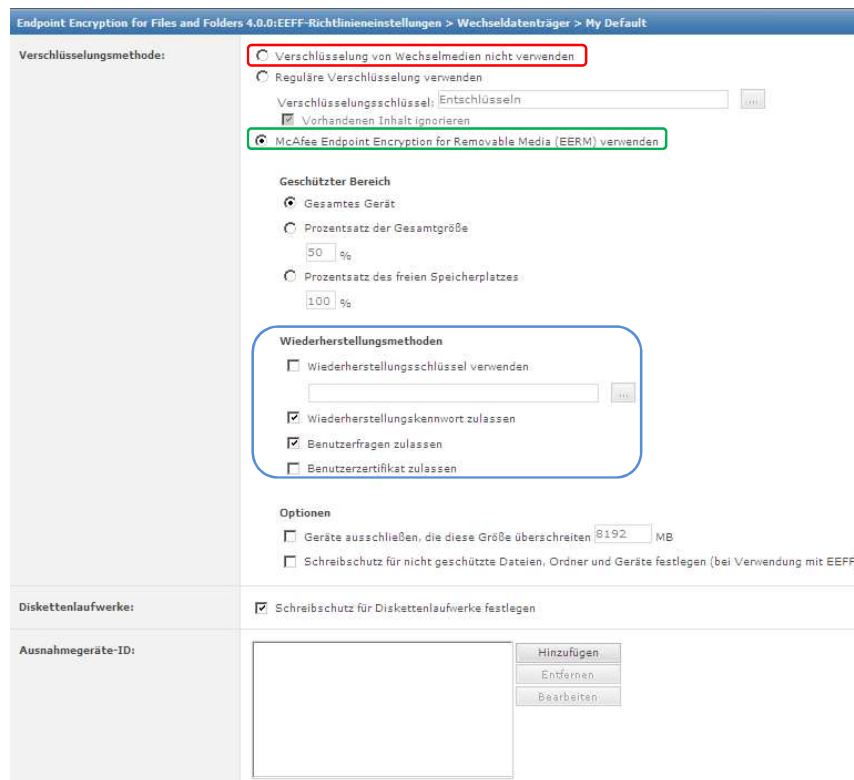 Endpoint Encryption for Files and Folders 4.0.0:EEFF-Richtlinieneinstellungen > Wechseldatenträger > My Default
Verschlüsselungsmethode:
Verschlüsselung von Wechselmedien nicht verwenden
Reguläre Verschlüsselung verwenden
Verschlüsselungsschlüssel: Entschlüsseln ...
Vorhandenen Inhalt ignorieren
McAfee Endpoint Encryption for Removable Media (EERM) verwenden
Geschützter Bereich
Gesamtes Gerät
Prozentsatz der Gesamtgröße
50 %
Prozentsatz des freien Speicherplatzes
100 %
Wiederherstellungsmethoden
Wiederherstellungsschlüssel verwenden
...
Wiederherstellungskennwort zulassen
Benutzerfragen zulassen
Benutzerzertifikat zulassen
Optionen
Geräte ausschließen, die diese Größe überschreiten 8192 MB
Schreibschutz für nicht geschützte Dateien, Ordner und Geräte festlegen (bei Verwendung mit EEFF
Diskettenlaufwerke:
Schreibschutz für Diskettenlaufwerke festlegen
Ausnahmegeräte-ID:
Hinzufügen
Entfernen
Bearbeiten